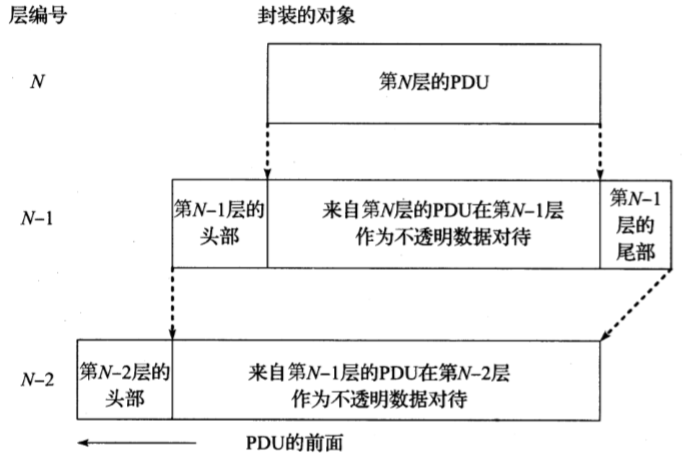 层编号 封装的对象
N 第N层的PDU
N–1 第N–1层的
头部
来自第N层的PDU在第N–1层
作为不透明数据对待
第N–1
层的
尾部
N–2 第N–2层的
头部
来自第N–1层的PDU在第N–2层
作为不透明数据对待
PDU的前面